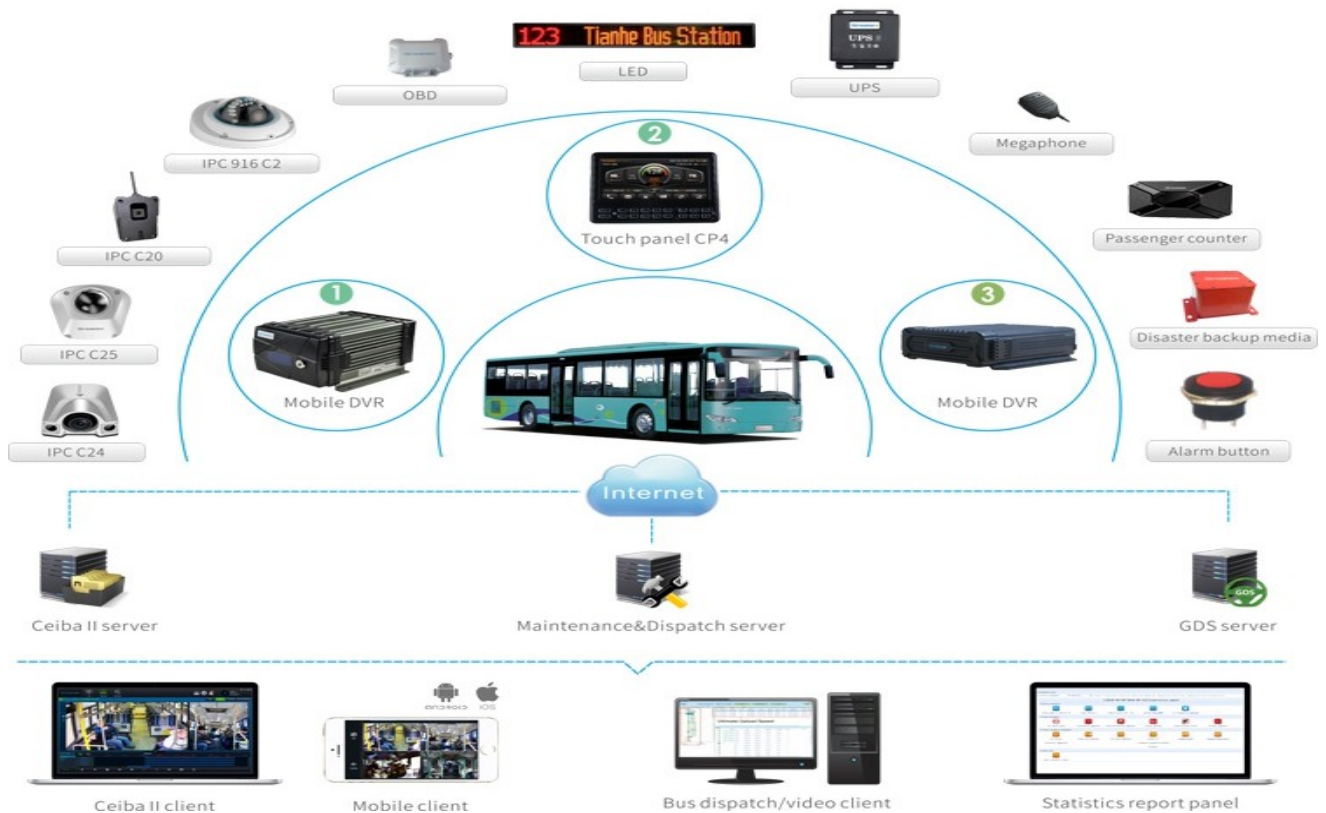 123 Tianhe Bus Station
LED
OBD
UPS
UPS
IPC 916 C2
Megaphone
2
Touch panel CP4
IPC C20
Passenger counter
1
3
IPC C25
Disaster backup media
Mobile DVR
Mobile DVR
IPC C24
Alarm button
Internet
GDS
Ceiba II server
Maintenance&Dispatch server
GDS server
android
iOS
Ceiba II client
Mobile client
Bus dispatch/video client
Statistics report panel